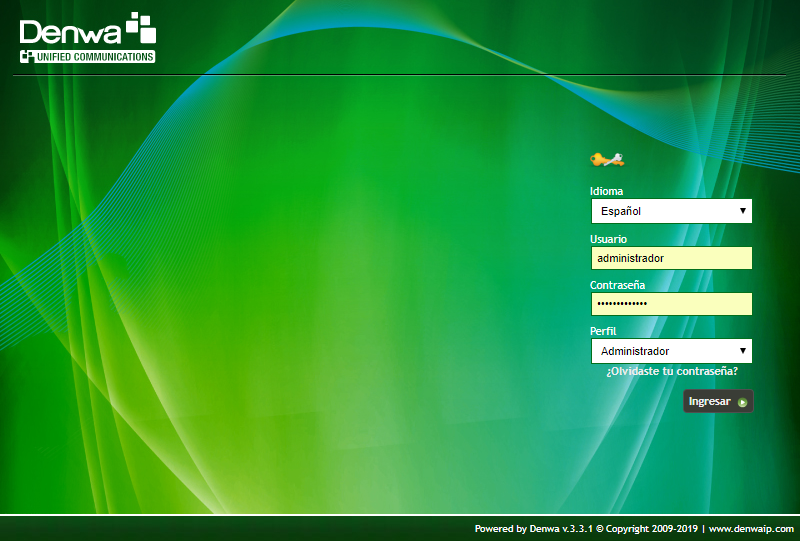 Denwa
UNIFIED COMMUNICATIONS
Idioma
Español
Usuario
administrador
Contraseña
•••••••••••••
Perfil
Administrador
¿Olvidaste tu contraseña?
Ingresar
Powered by Denwa v.3.3.1 © Copyright 2009-2019 | www.denwaip.com